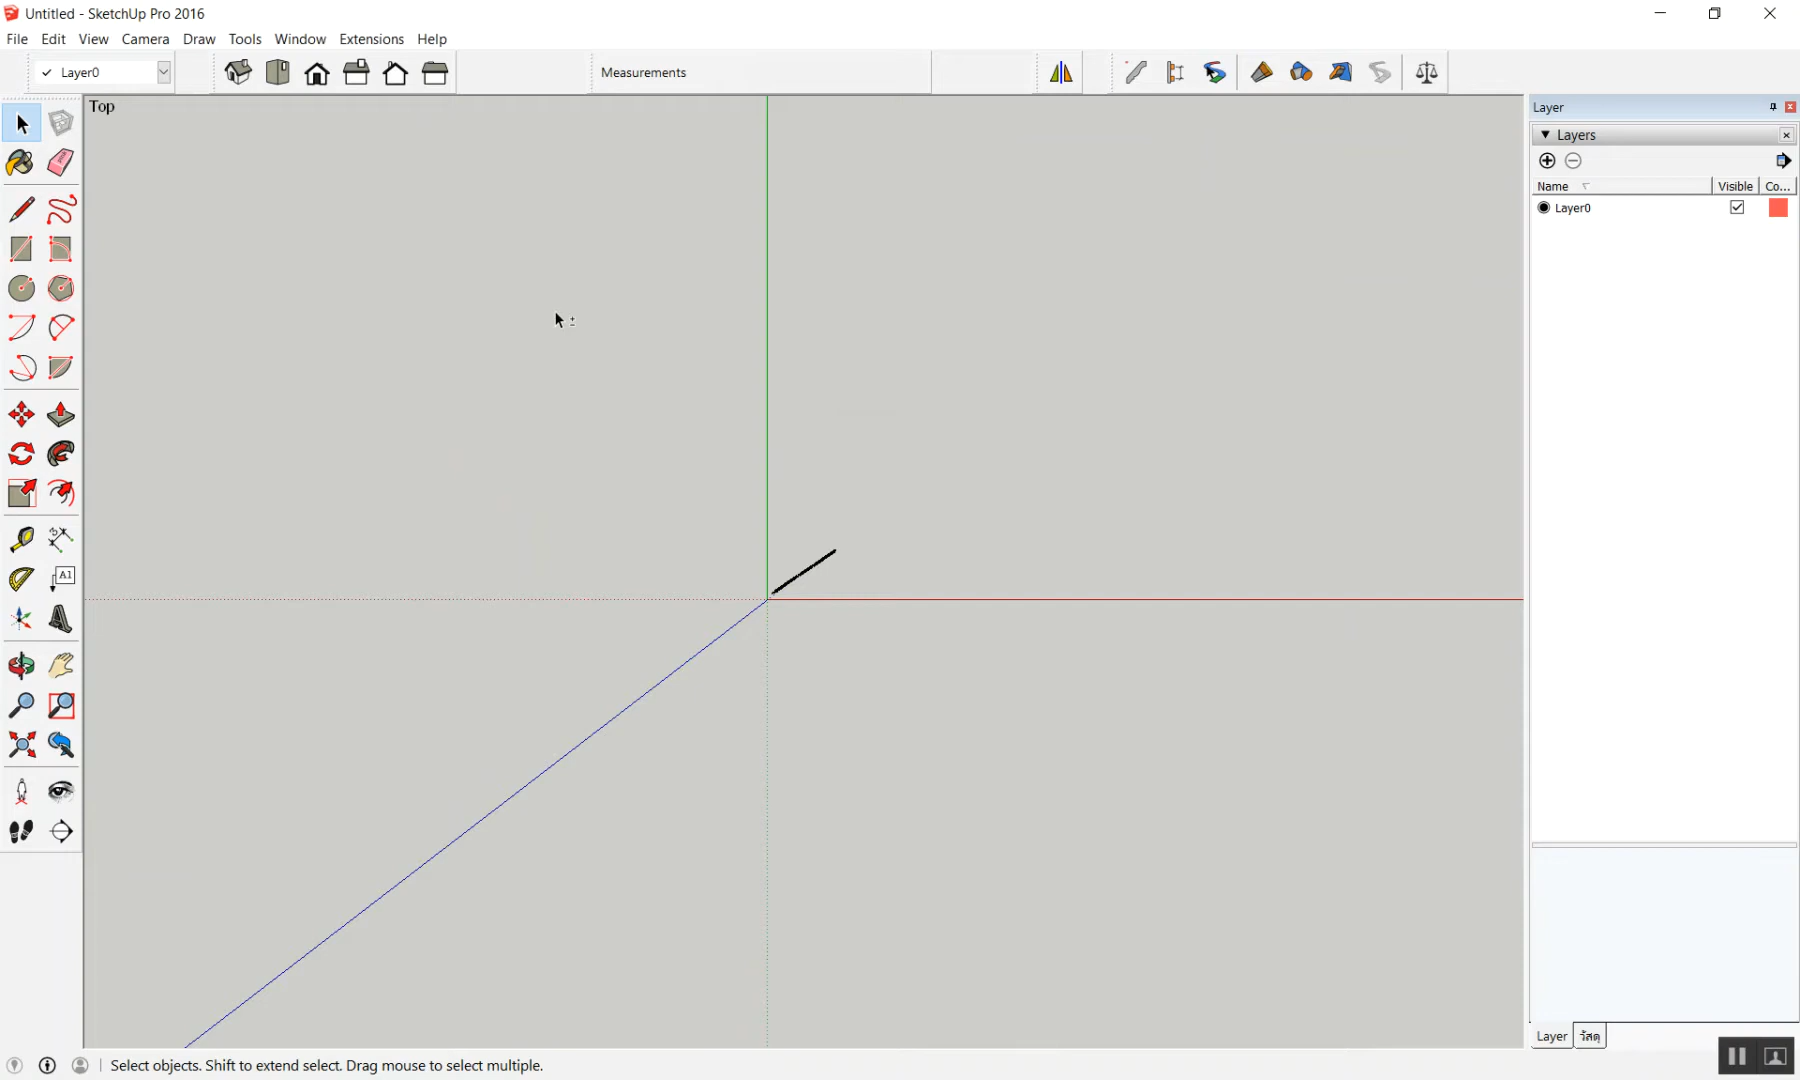 Untitled - SketchUp Pro 2016
File Edit View Camera Draw Tools Window Extensions Help
Layer0
Measurements
Top
A1
Layer
Layers
Name Visible Co...
Layer0
Layer วัสดุ
Select objects. Shift to extend select. Drag mouse to select multiple.